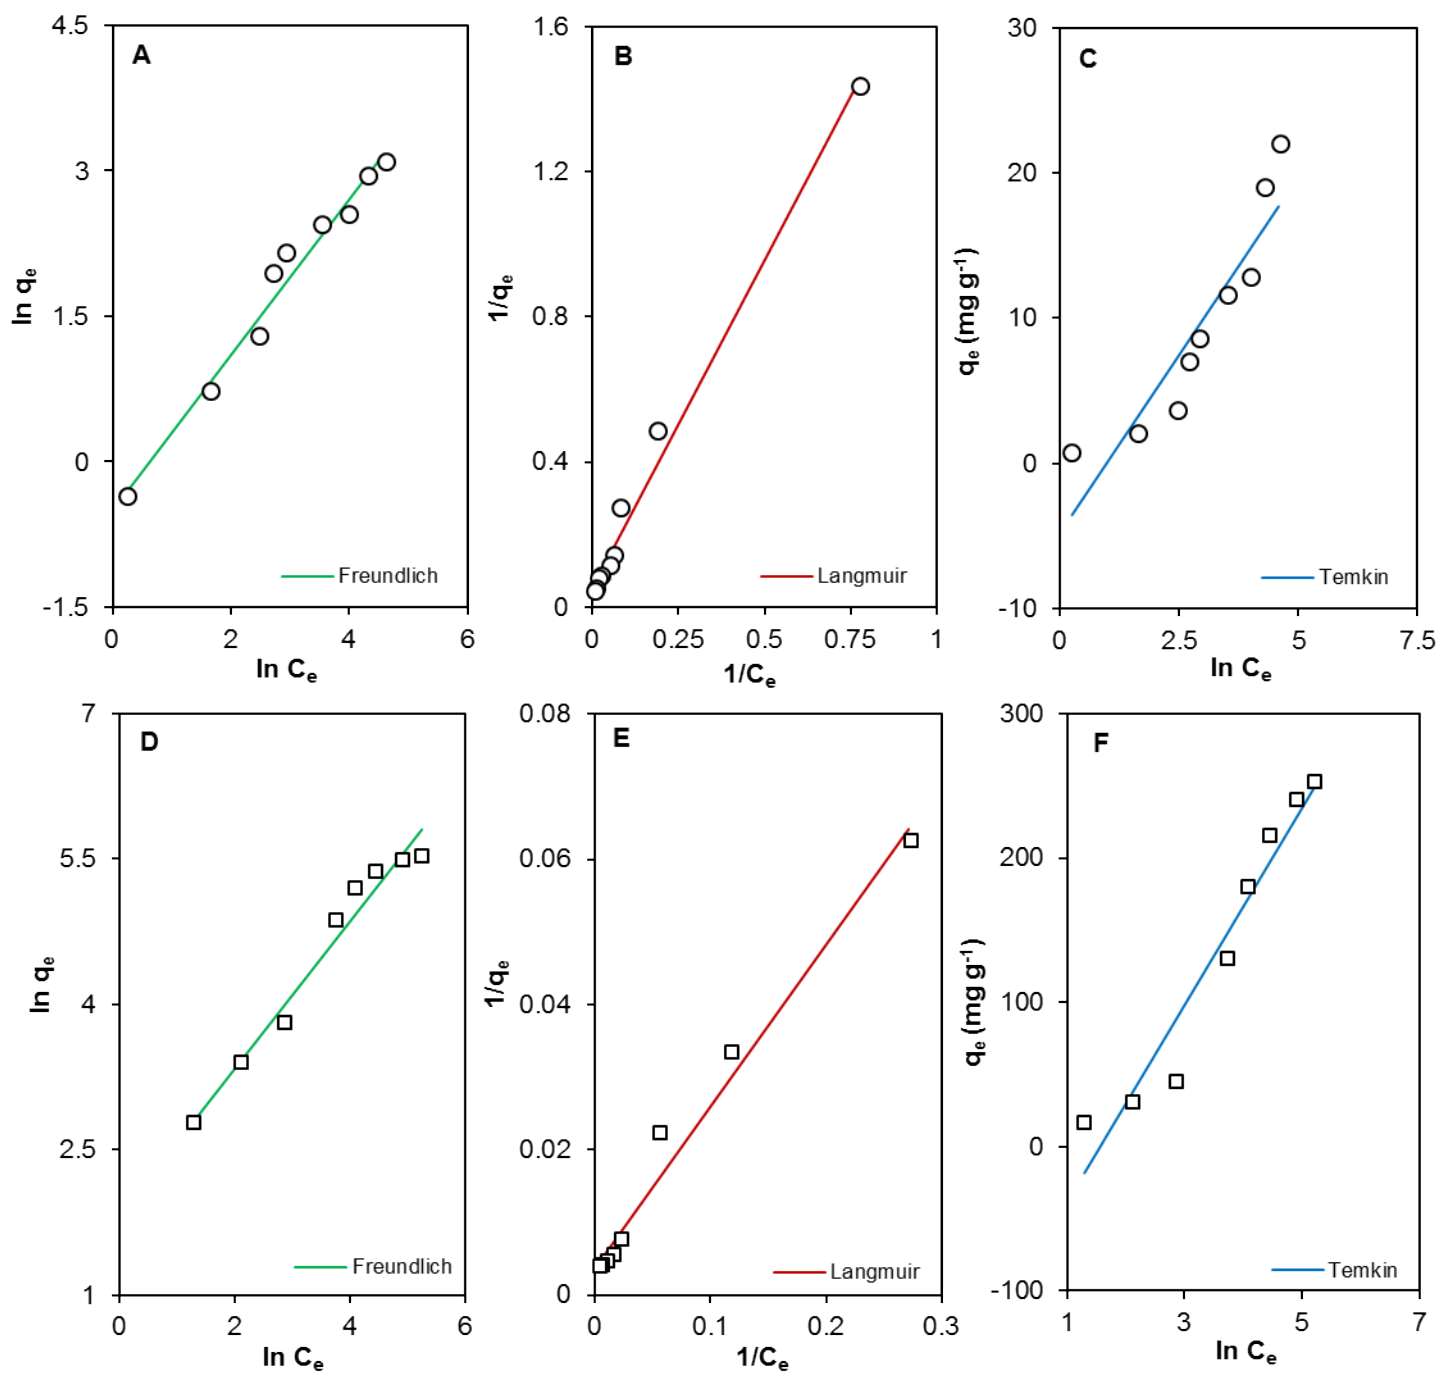 A
4.5
3
1.5
0
-1.5
0 2 4 6
ln qₑ
ln Cₑ
Freundlich
B
1.6
1.2
0.8
0.4
0
0 0.25 0.5 0.75 1
1/qₑ
1/Cₑ
Langmuir
C
30
20
10
0
-10
0 2.5 5 7.5
qₑ (mg g⁻¹)
ln Cₑ
Temkin
D
7
5.5
4
2.5
1
0 2 4 6
ln qₑ
ln Cₑ
Freundlich
E
0.08
0.06
0.04
0.02
0
0 0.1 0.2 0.3
1/qₑ
1/Cₑ
Langmuir
F
300
200
100
0
-100
1 3 5 7
qₑ (mg g⁻¹)
ln Cₑ
Temkin